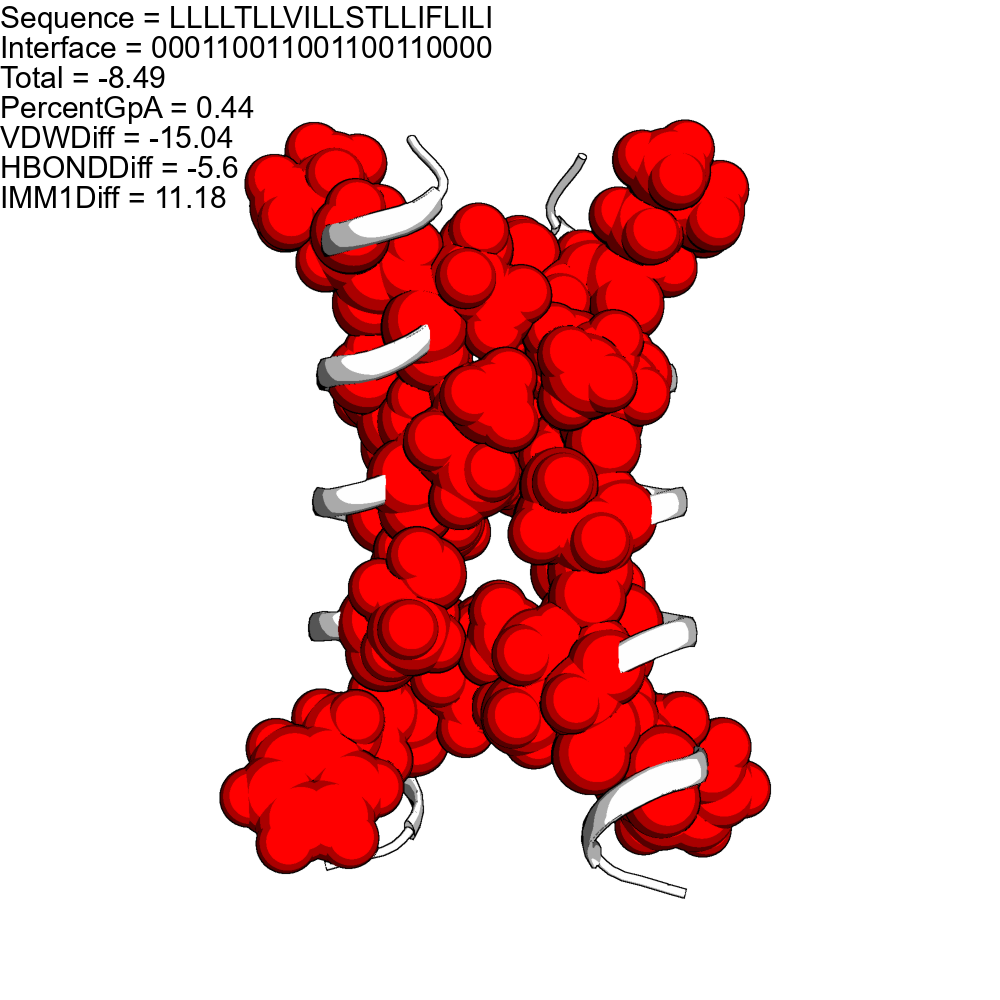 Sequence = LLLLTLLVILLSTLLIFLILI
Interface = 000110011001100110000
Total = -8.49
PercentGpA = 0.44
VDWDiff = -15.04
HBONDDiff = -5.6
IMM1Diff = 11.18